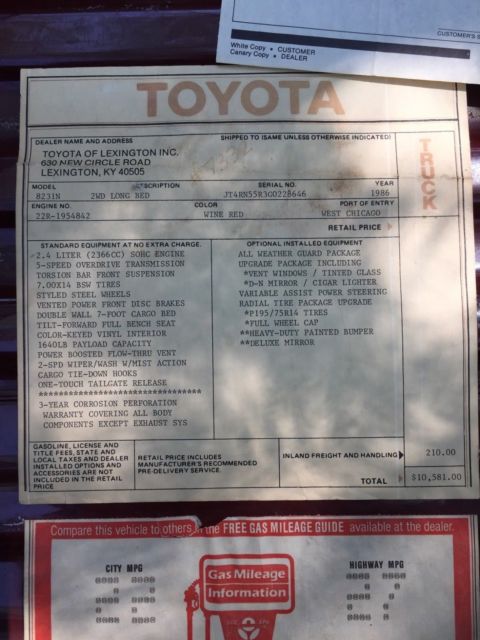 CUSTOMER'S S
White Copy • CUSTOMER
Canary Copy • DEALER
TOYOTA
TRUCK
DEALER NAME AND ADDRESS
SHIPPED TO (SAME UNLESS OTHERWISE INDICATED)
TOYOTA OF LEXINGTON INC.
630 NEW CIRCLE ROAD
LEXINGTON, KY 40505
MODEL DESCRIPTION SERIAL NO. YEAR
8231N 2WD LONG BED JT4RN55R3G0228646 1986
ENGINE NO. COLOR PORT OF ENTRY
22R-1954842 WINE RED WEST CHICAGO
RETAIL PRICE
STANDARD EQUIPMENT AT NO EXTRA CHARGE.
2.4 LITER (2366CC) SOHC ENGINE
5-SPEED OVERDRIVE TRANSMISSION
TORSION BAR FRONT SUSPENSION
7.00X14 BSW TIRES
STYLED STEEL WHEELS
VENTED POWER FRONT DISC BRAKES
DOUBLE WALL 7-FOOT CARGO BED
TILT-FORWARD FULL BENCH SEAT
COLOR-KEYED VINYL INTERIOR
1640LB PAYLOAD CAPACITY
POWER BOOSTED FLOW-THRU VENT
2-SPD WIPER/WASH W/MIST ACTION
CARGO TIE-DOWN HOOKS
ONE-TOUCH TAILGATE RELEASE
********************************
3-YEAR CORROSION PERFORATION
WARRANTY COVERING ALL BODY
COMPONENTS EXCEPT EXHAUST SYS
OPTIONAL INSTALLED EQUIPMENT
ALL WEATHER GUARD PACKAGE
UPGRADE PACKAGE INCLUDING
*VENT WINDOWS / TINTED GLASS
*D-N MIRROR / CIGAR LIGHTER
VARIABLE ASSIST POWER STEERING
RADIAL TIRE PACKAGE UPGRADE
*P195/75R14 TIRES
*FULL WHEEL CAP
**HEAVY-DUTY PAINTED BUMPER
**DELUXE MIRROR
GASOLINE, LICENSE AND
TITLE FEES, STATE AND
LOCAL TAXES AND DEALER
INSTALLED OPTIONS AND
ACCESSORIES ARE NOT
INCLUDED IN THE RETAIL
PRICE
RETAIL PRICE INCLUDES
MANUFACTURER'S RECOMMENDED
PRE-DELIVERY SERVICE.
INLAND FREIGHT AND HANDLING 210.00
TOTAL $10,581.00
Compare this vehicle to others in the FREE GAS MILEAGE GUIDE available at the dealer.
CITY MPG
HIGHWAY MPG
Gas Mileage
Information